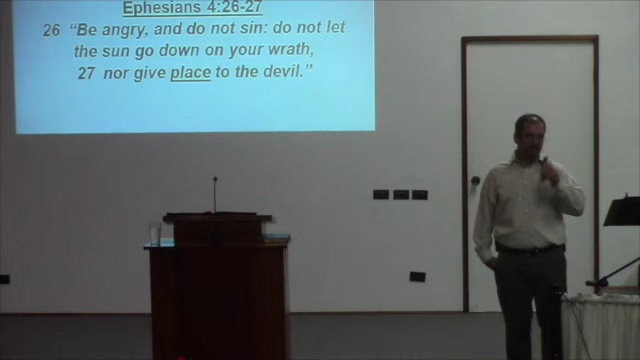 Ephesians 4:26-27
26 “Be angry, and do not sin: do not let
the sun go down on your wrath,
27 nor give place to the devil.”